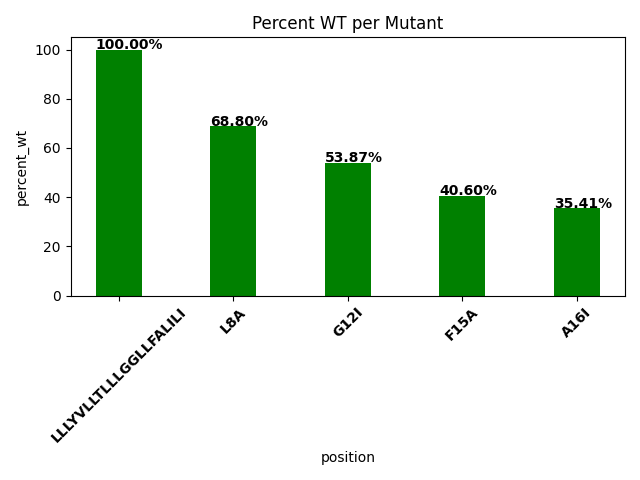 Percent WT per Mutant
percent_wt
100
80
60
40
20
0
100.00%
68.80%
53.87%
40.60%
35.41%
LLLYVLLTLLLGGLLFALILI
L8A
G12I
F15A
A16I
position